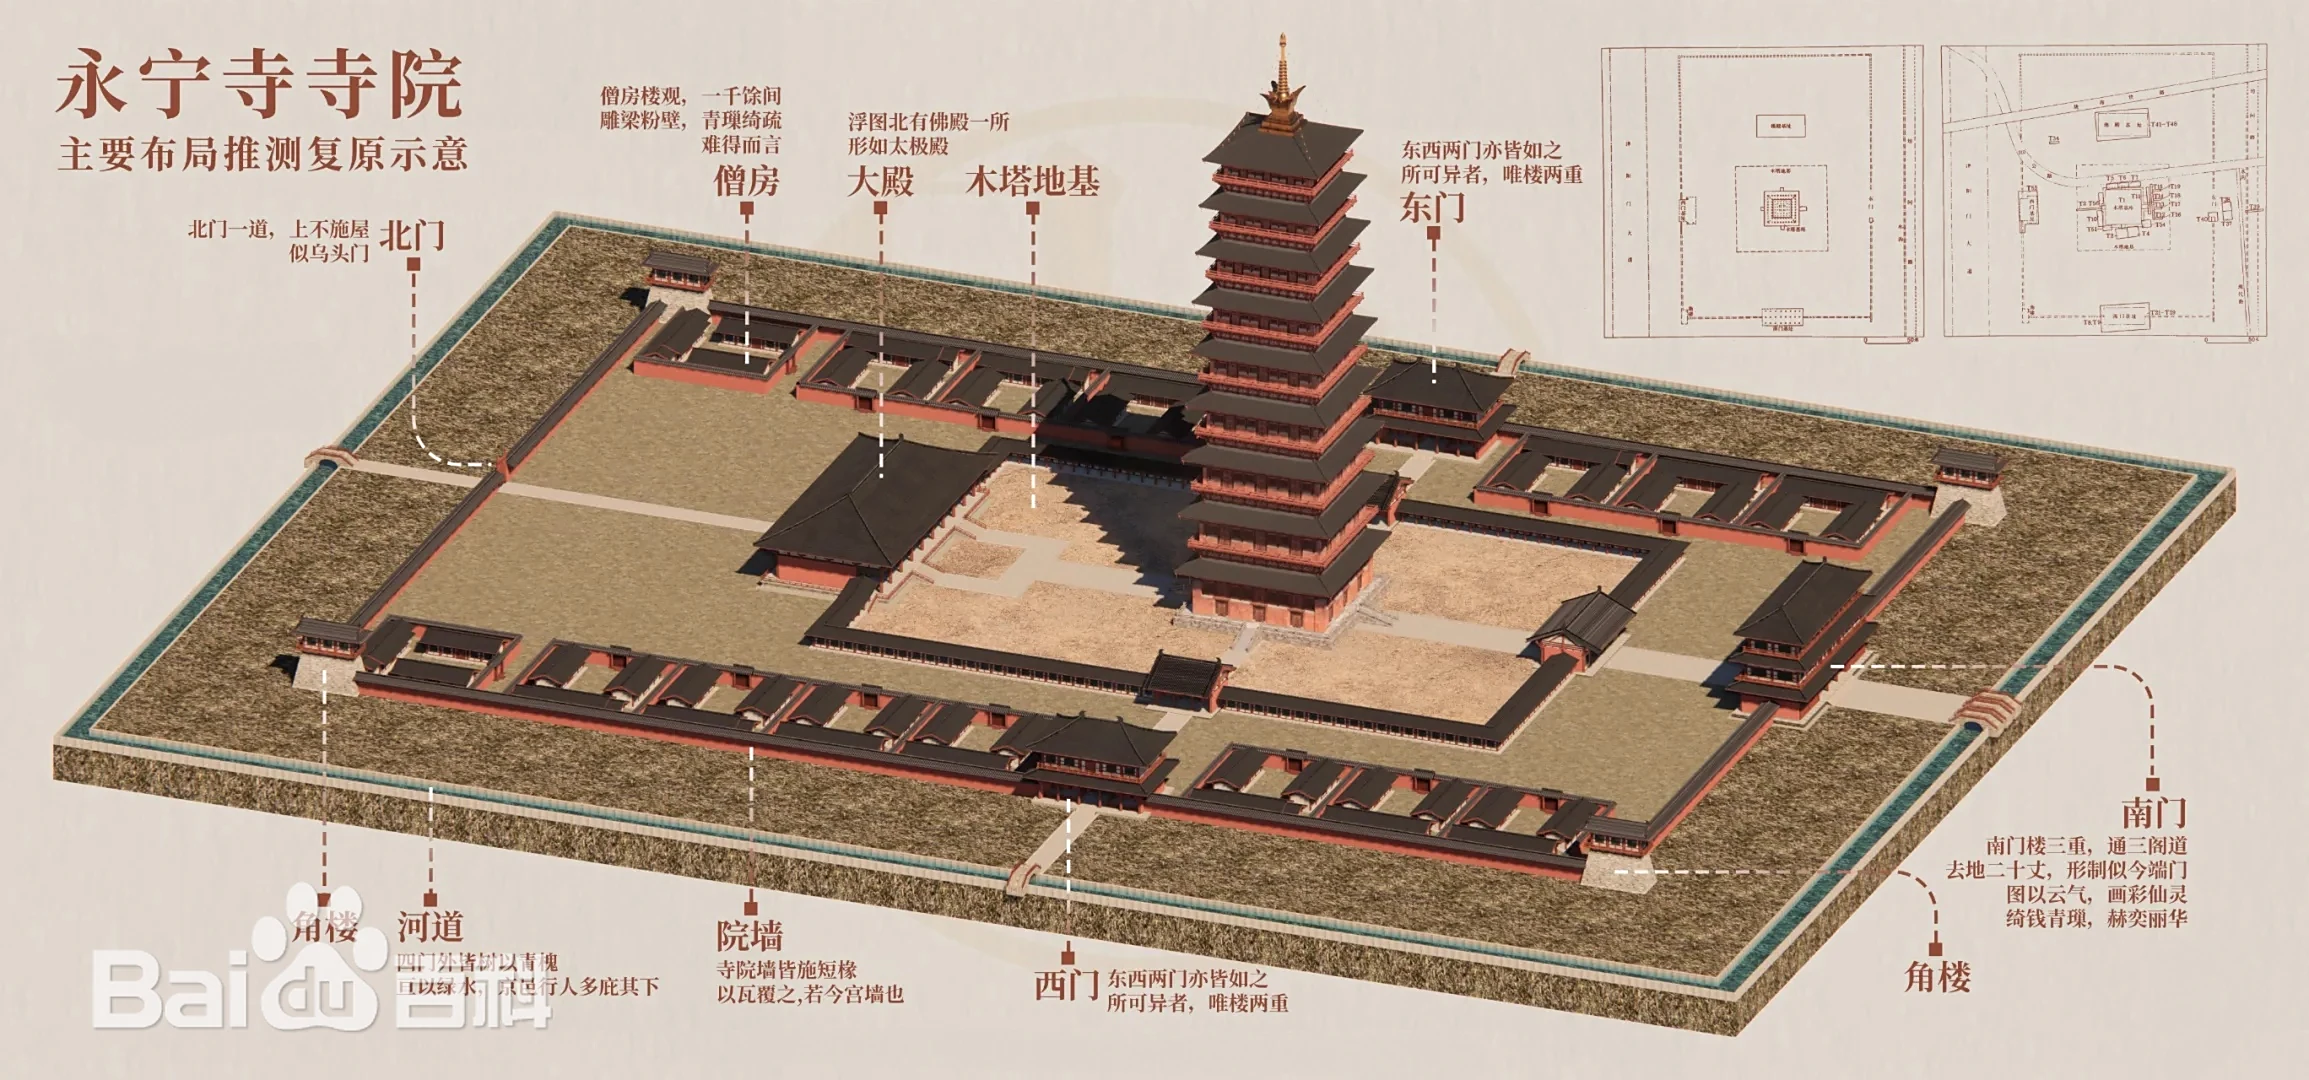 永宁寺寺院
主要布局推测复原示意
僧房楼观，一千馀间
雕梁粉壁，青璅绮疏
难得而言
僧房
浮图北有佛殿一所
形如太极殿
大殿
木塔地基
东西两门亦皆如之
所可异者，唯楼两重
东门
北门一道，上不施屋
似乌头门
北门
南门
南门楼三重，通三阁道
去地二十丈，形制似今端门
图以云气，画彩仙灵
绮钱青璅，赫奕丽华
角楼
角楼
河道
四门外皆树以青槐
亘以绿水，京邑行人多庇其下
院墙
寺院墙皆施短椽
以瓦覆之,若今宫墙也
西门
东西两门亦皆如之
所可异者，唯楼两重
Bai du 百科